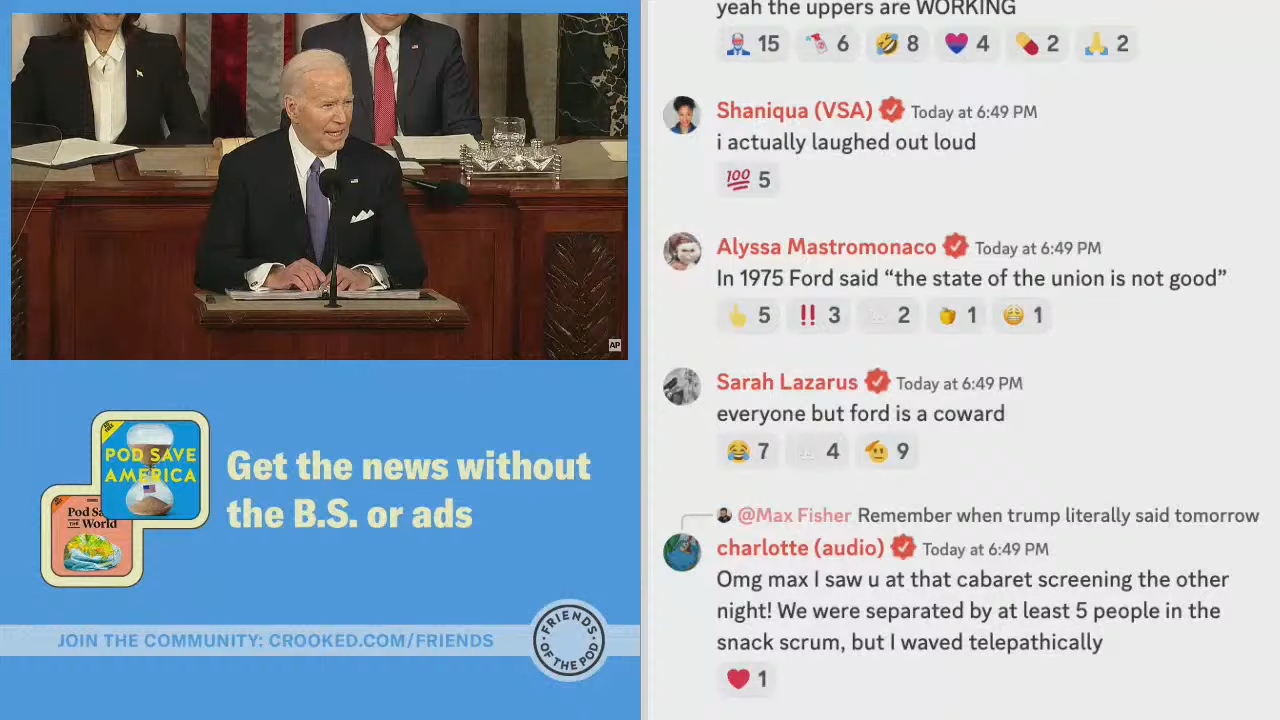 AP
AD FREE
POD SAVE
AMERICA
THE
World
Get the news without
the B.S. or ads
JOIN THE COMMUNITY: CROOKED.COM/FRIENDS
FRIENDS
OF THE POD
yeah the uppers are WORKING
15 6 8 4 2 2
Shaniqua (VSA) Today at 6:49 PM
i actually laughed out loud
100 5
Alyssa Mastromonaco Today at 6:49 PM
In 1975 Ford said “the state of the union is not good”
5 3 2 1 1
Sarah Lazarus Today at 6:49 PM
everyone but ford is a coward
7 4 9
@Max Fisher Remember when trump literally said tomorrow
charlotte (audio) Today at 6:49 PM
Omg max I saw u at that cabaret screening the other
night! We were separated by at least 5 people in the
snack scrum, but I waved telepathically
1